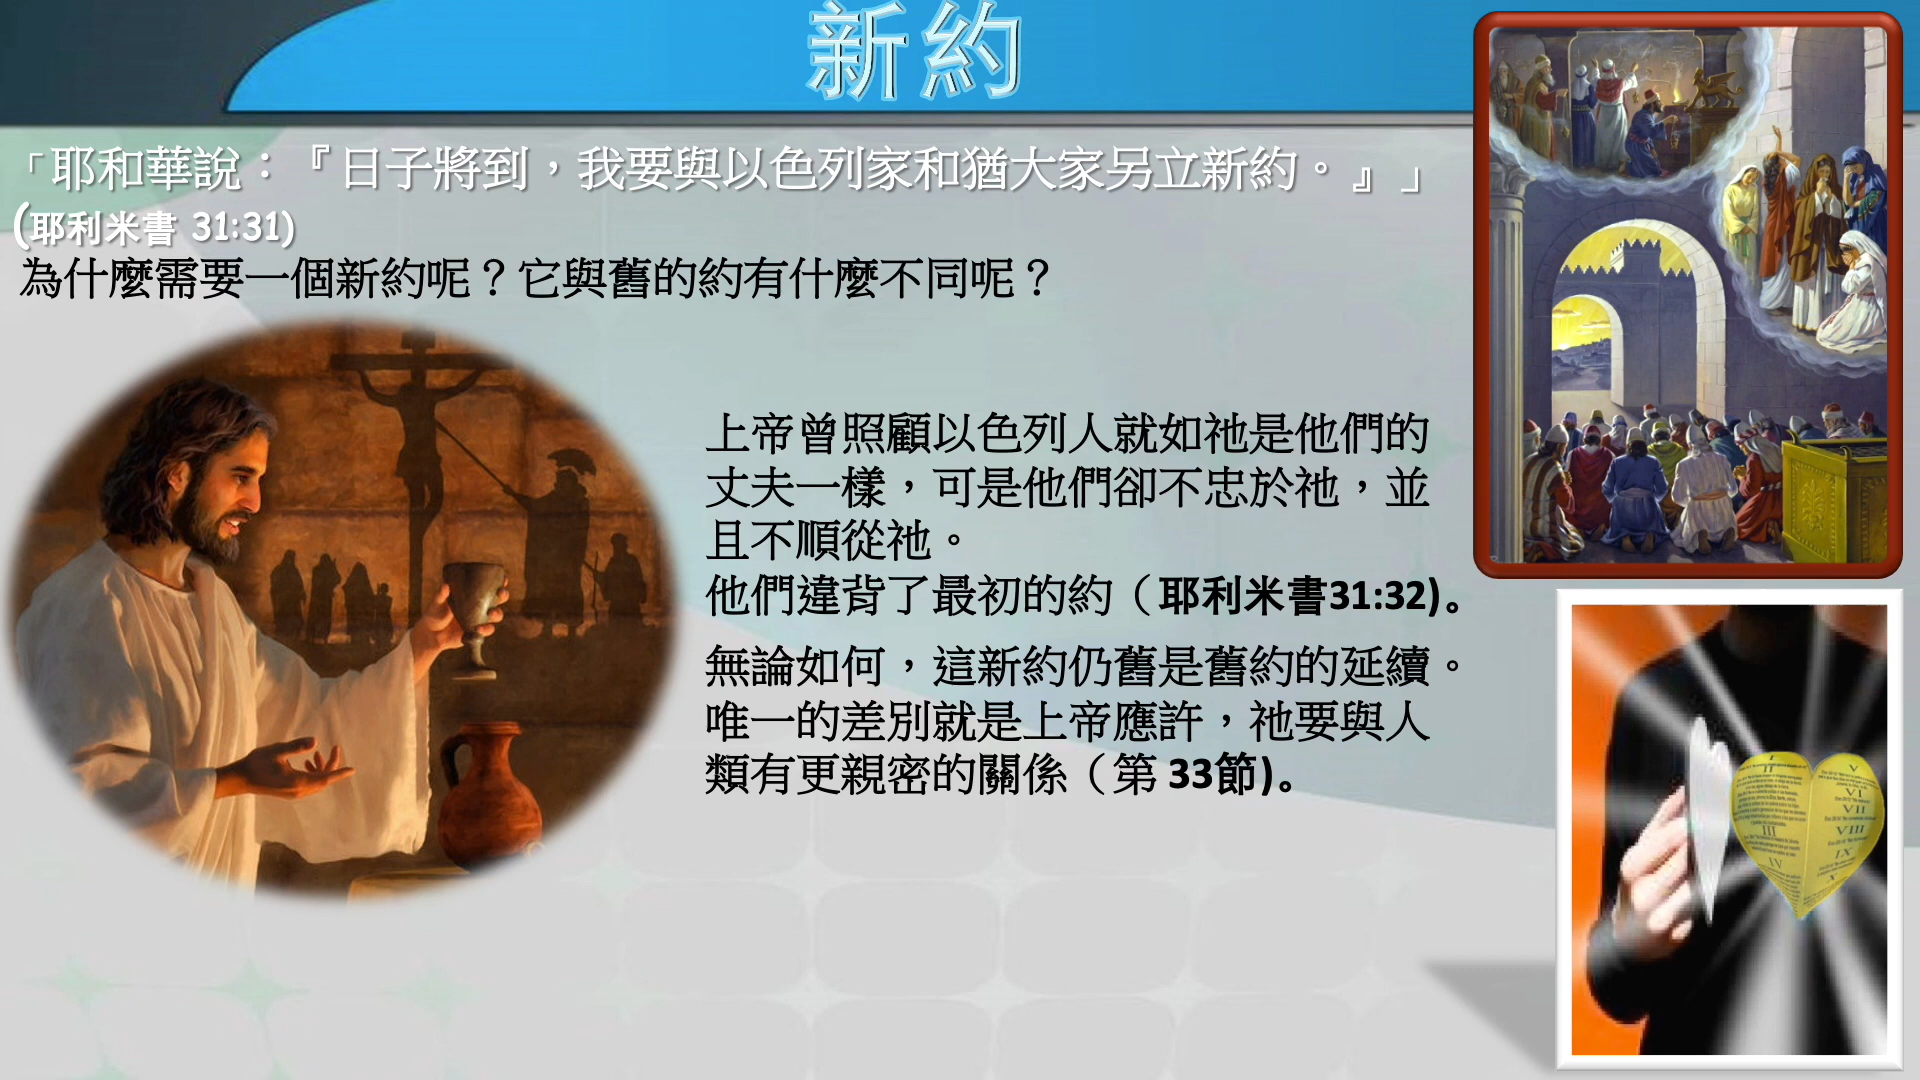 新約
「耶和華說：『日子將到，我要與以色列家和猶大家另立新約。』」
(耶利米書 31:31)
為什麼需要一個新約呢？它與舊的約有什麼不同呢？
上帝曾照顧以色列人就如祂是他們的
丈夫一樣，可是他們卻不忠於祂，並
且不順從祂。
他們違背了最初的約（耶利米書31:32)。
無論如何，這新約仍舊是舊約的延續。
唯一的差別就是上帝應許，祂要與人
類有更親密的關係（第 33節)。
I
II
III
IV
V
VI
VII
VIII
IX
X